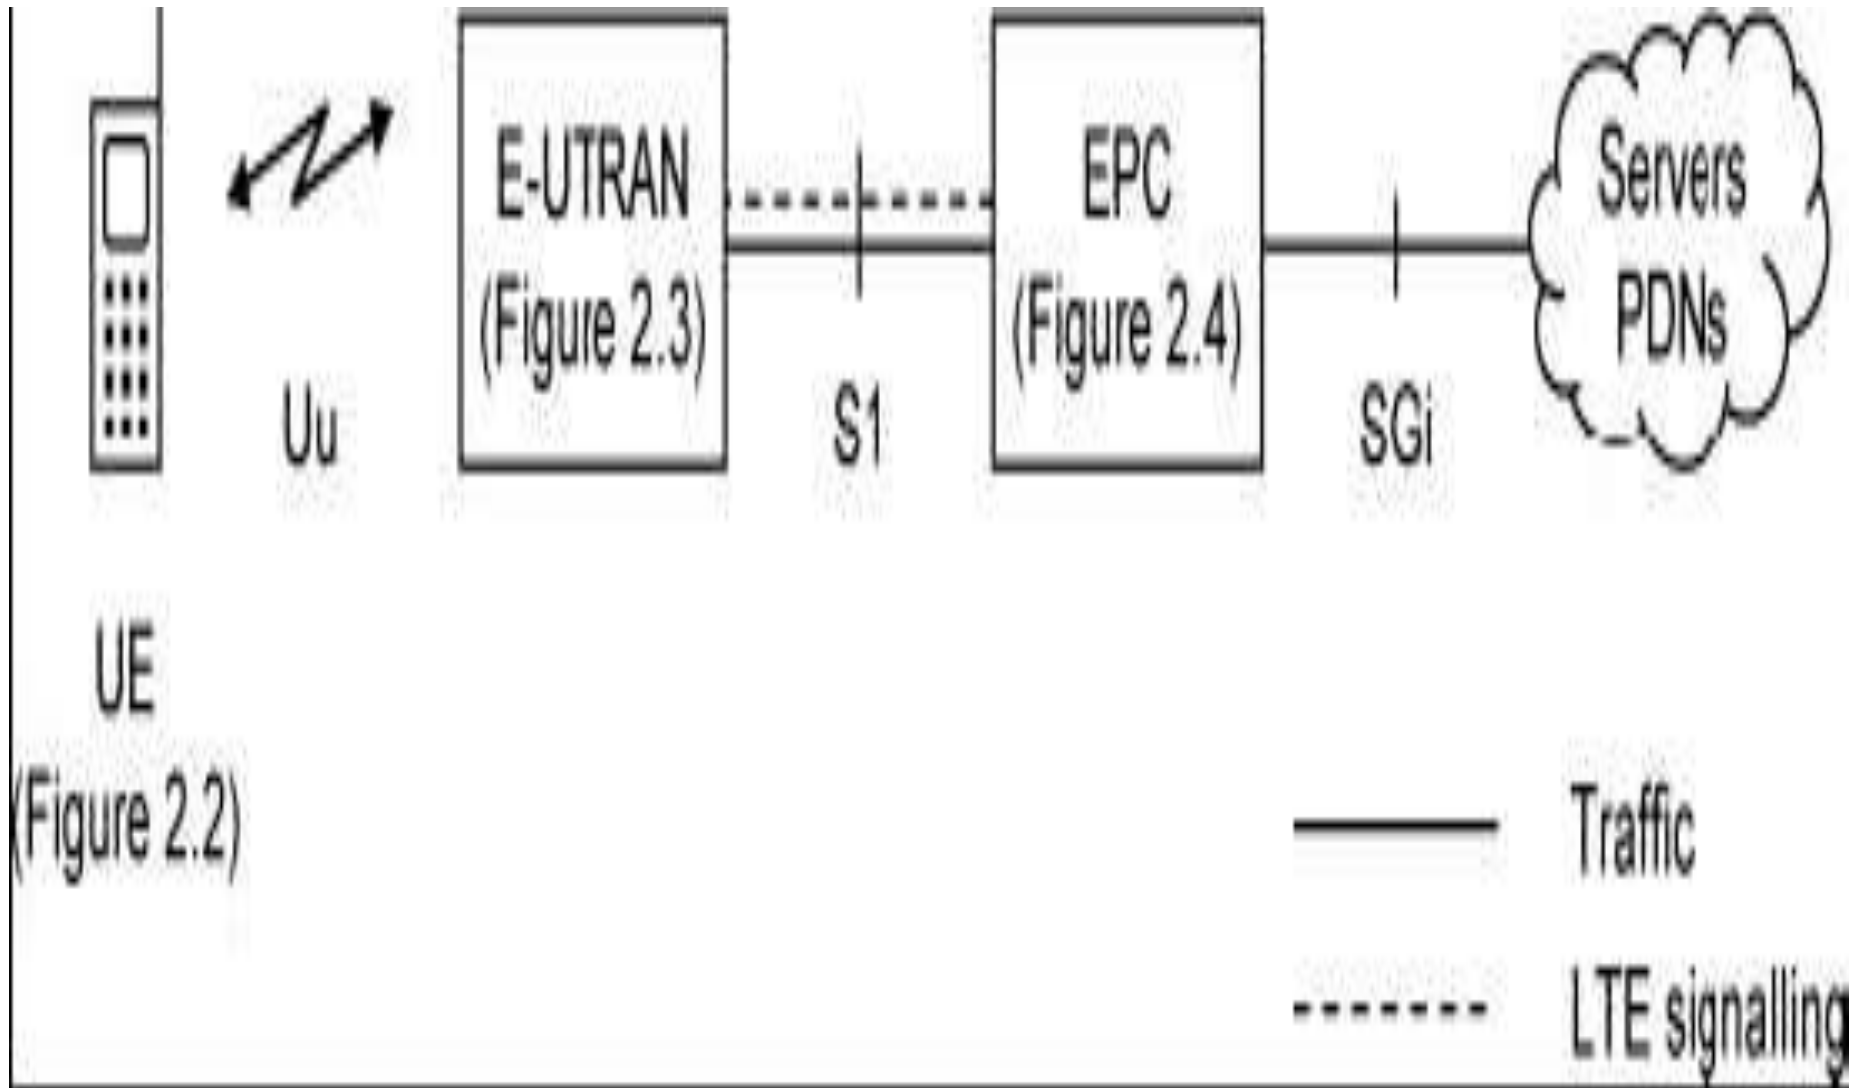 E-UTRAN
(Figure 2.3)
EPC
(Figure 2.4)
Servers
PDNs
Uu
S1
SGi
UE
(Figure 2.2)
Traffic
LTE signalling